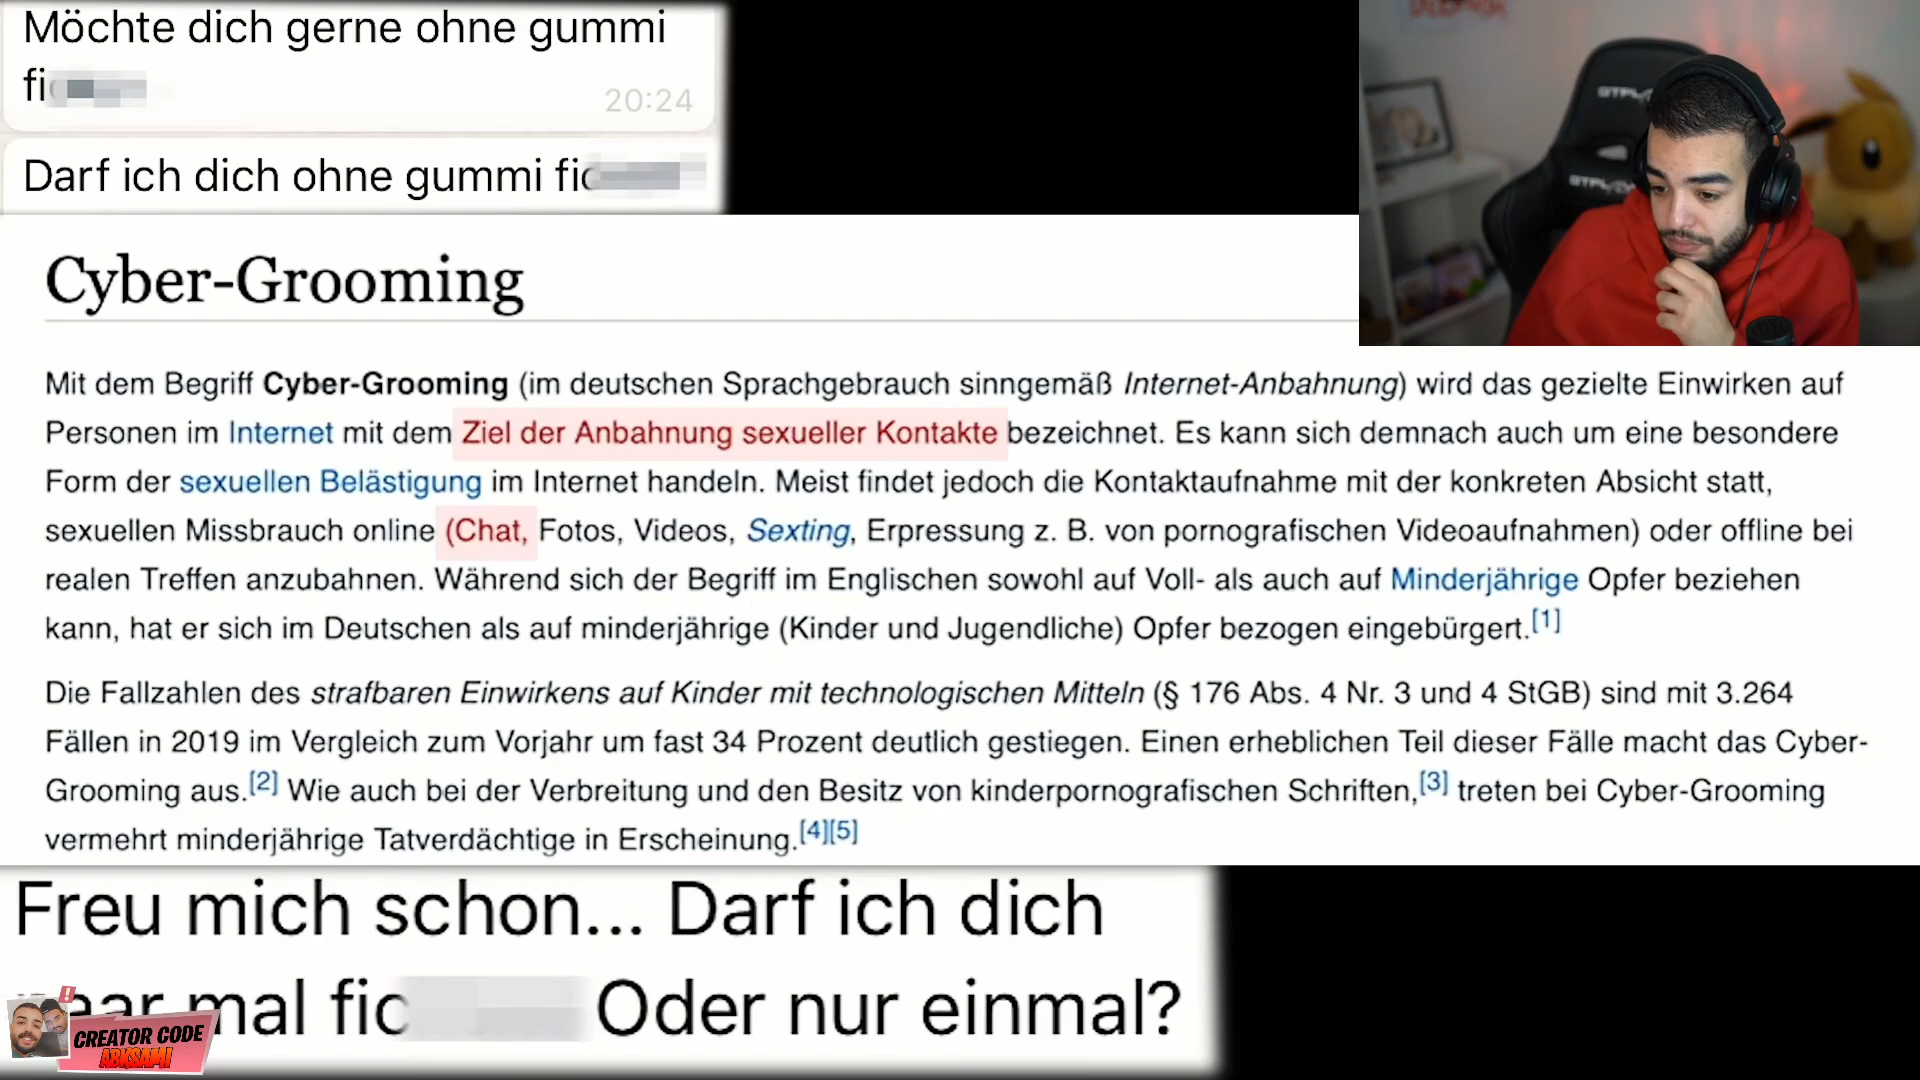 Möchte dich gerne ohne gummi
20:24
Darf ich dich ohne gummi
Cyber-Grooming
Mit dem Begriff Cyber-Grooming (im deutschen Sprachgebrauch sinngemäß Internet-Anbahnung) wird das gezielte Einwirken auf
Personen im Internet mit dem Ziel der Anbahnung sexueller Kontakte bezeichnet. Es kann sich demnach auch um eine besondere
Form der sexuellen Belästigung im Internet handeln. Meist findet jedoch die Kontaktaufnahme mit der konkreten Absicht statt,
sexuellen Missbrauch online (Chat, Fotos, Videos, Sexting, Erpressung z. B. von pornografischen Videoaufnahmen) oder offline bei
realen Treffen anzubahnen. Während sich der Begriff im Englischen sowohl auf Voll- als auch auf Minderjährige Opfer beziehen
kann, hat er sich im Deutschen als auf minderjährige (Kinder und Jugendliche) Opfer bezogen eingebürgert.[1]
Die Fallzahlen des strafbaren Einwirkens auf Kinder mit technologischen Mitteln (§ 176 Abs. 4 Nr. 3 und 4 StGB) sind mit 3.264
Fällen in 2019 im Vergleich zum Vorjahr um fast 34 Prozent deutlich gestiegen. Einen erheblichen Teil dieser Fälle macht das Cyber-
Grooming aus.[2] Wie auch bei der Verbreitung und den Besitz von kinderpornografischen Schriften,[3] treten bei Cyber-Grooming
vermehrt minderjährige Tatverdächtige in Erscheinung.[4][5]
Freu mich schon... Darf ich dich
mal Oder nur einmal?
CREATOR CODE
ABKSAMI